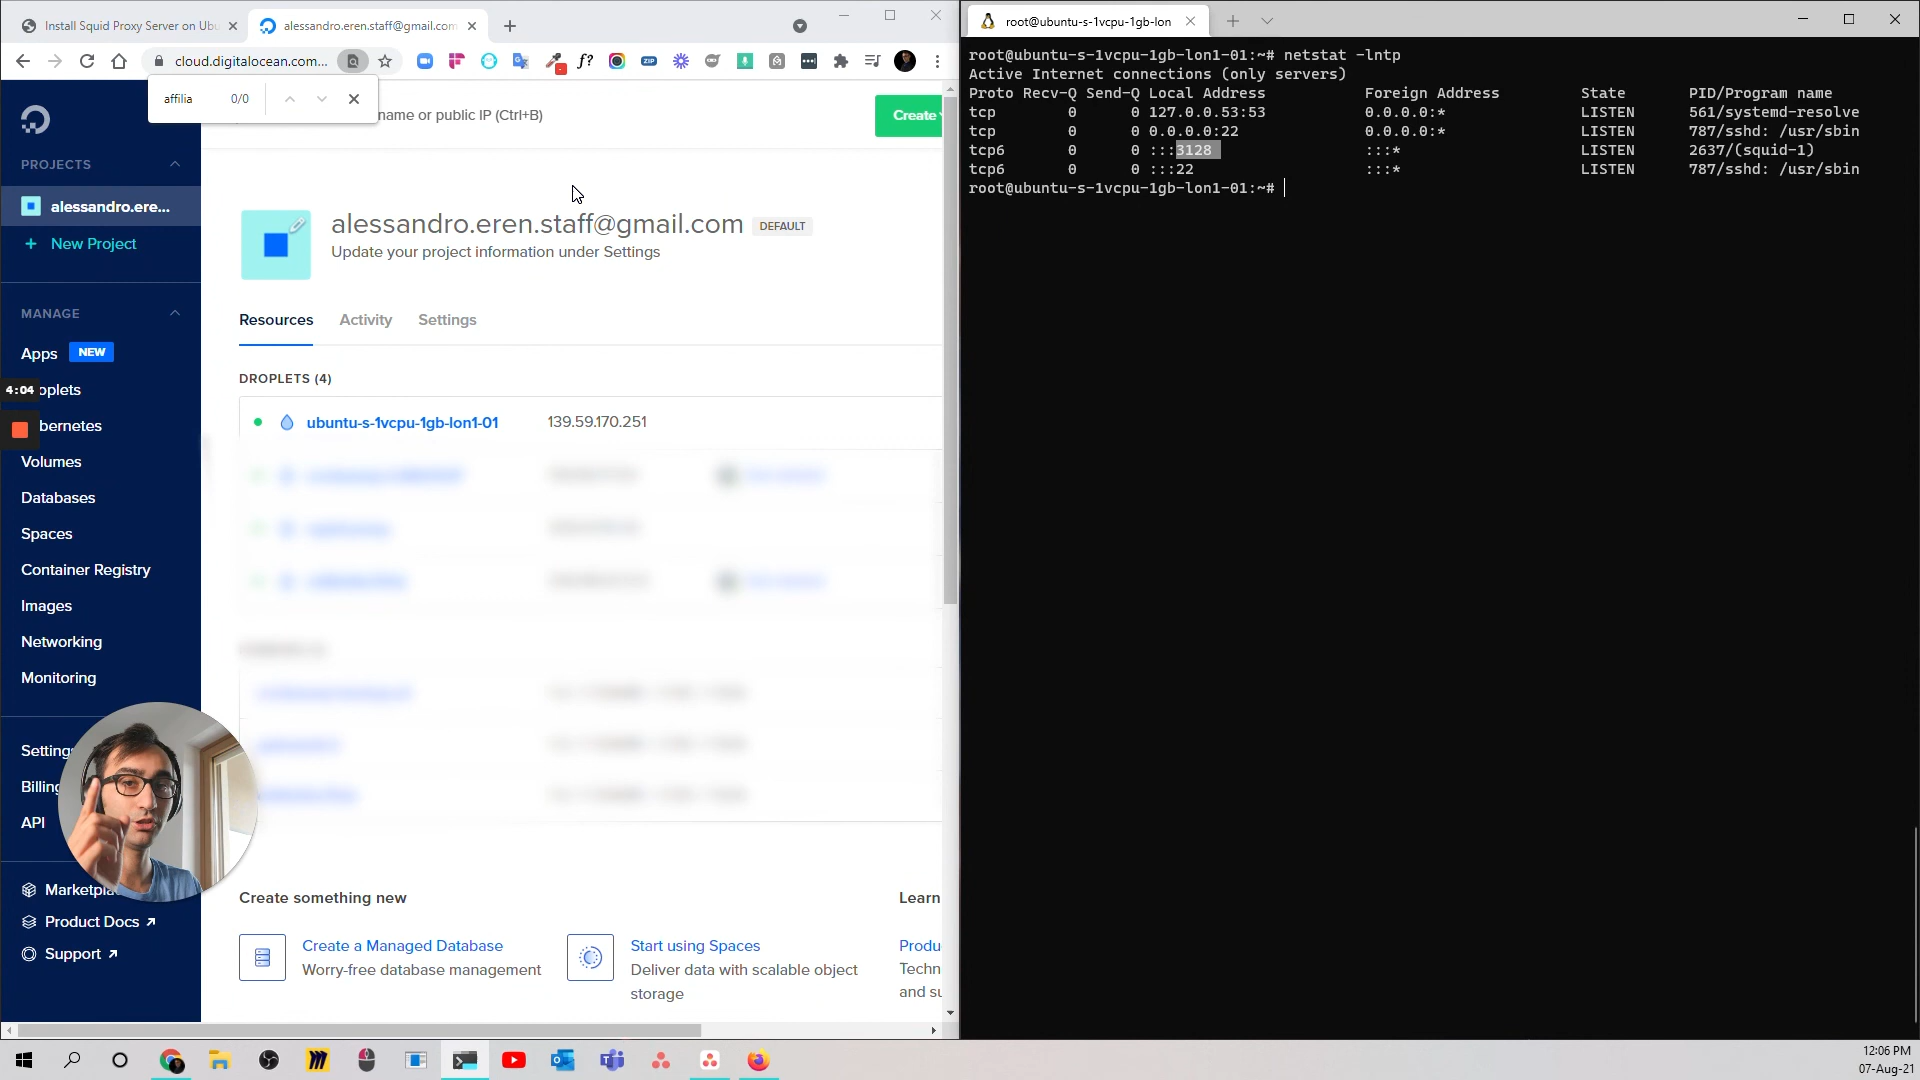 Install Squid Proxy Server on Ubu
alessandro.eren.staff@gmail.com
cloud.digitalocean.com...
affilia 0/0
name or public IP (Ctrl+B)
Create
PROJECTS
alessandro.ere...
+ New Project
MANAGE
Apps NEW
4:04
oplets
bernetes
Volumes
Databases
Spaces
Container Registry
Images
Networking
Monitoring
Settings
Billing
API
Marketpla
Product Docs ↗
Support ↗
alessandro.eren.staff@gmail.com DEFAULT
Update your project information under Settings
Resources Activity Settings
DROPLETS (4)
ubuntu-s-1vcpu-1gb-lon1-01 139.59.170.251
Create something new
Learn
Create a Managed Database
Worry-free database management
Start using Spaces
Deliver data with scalable object
storage
Produ
Techn
and su
root@ubuntu-s-1vcpu-1gb-lon
root@ubuntu-s-1vcpu-1gb-lon1-01:~# netstat -lntp
Active Internet connections (only servers)
Proto Recv-Q Send-Q Local Address Foreign Address State PID/Program name
tcp 0 0 127.0.0.53:53 0.0.0.0:* LISTEN 561/systemd-resolve
tcp 0 0 0.0.0.0:22 0.0.0.0:* LISTEN 787/sshd: /usr/sbin
tcp6 0 0 :::3128 :::* LISTEN 2637/(squid-1)
tcp6 0 0 :::22 :::* LISTEN 787/sshd: /usr/sbin
root@ubuntu-s-1vcpu-1gb-lon1-01:~#
12:06 PM
07-Aug-21